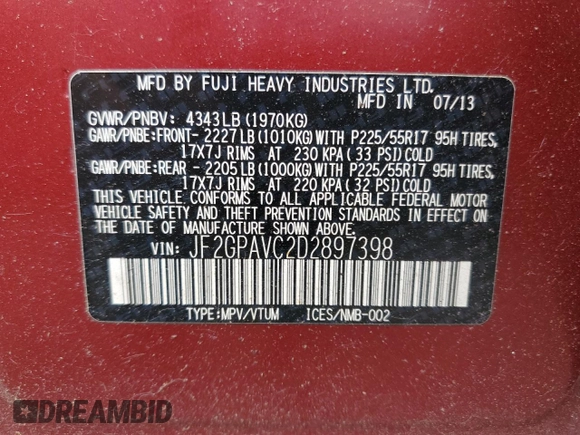 MFD BY FUJI HEAVY INDUSTRIES LTD.
MFD IN 07/13
GVWR/PNBV: 4343LB(1970KG)
GAWR/PNBE:FRONT- 2227LB(1010KG)WITH P225/55R17 95H TIRES,
17X7J RIMS AT 230 KPA( 33 PSI)COLD
GAWR/PNBE:REAR - 2205LB(1000KG)WITH P225/55R17 95H TIRES,
17X7J RIMS AT 220 KPA( 32 PSI)COLD
THIS VEHICLE CONFORMS TO ALL APPLICABLE FEDERAL MOTOR
VEHICLE SAFETY AND THEFT PREVENTION STANDARDS IN EFFECT
ON THE DATE OF MANUFACTURE SHOWN ABOVE.
VIN: JF2GPAVC2D2897398
TYPE:MPV/VTUM ICES/NMB-002
DREAMBID